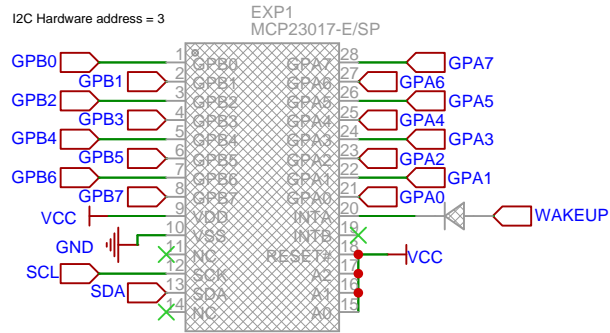 I2C Hardware address = 3
EXP1
MCP23017-E/SP
GPB0 1 GPB0 GPA7 28 GPA7
GPB1 2 GPB1 GPA6 27 GPA6
GPB2 3 GPB2 GPA5 26 GPA5
GPB3 4 GPB3 GPA4 25 GPA4
GPB4 5 GPB4 GPA3 24 GPA3
GPB5 6 GPB5 GPA2 23 GPA2
GPB6 7 GPB6 GPA1 22 GPA1
GPB7 8 GPB7 GPA0 21 GPA0
VCC 9 VDD INTA 20 WAKEUP
GND 10 VSS INTB 19
11 NC RESET# 18 VCC
SCL 12 SCK A2 17
SDA 13 SDA A1 16
14 NC A0 15